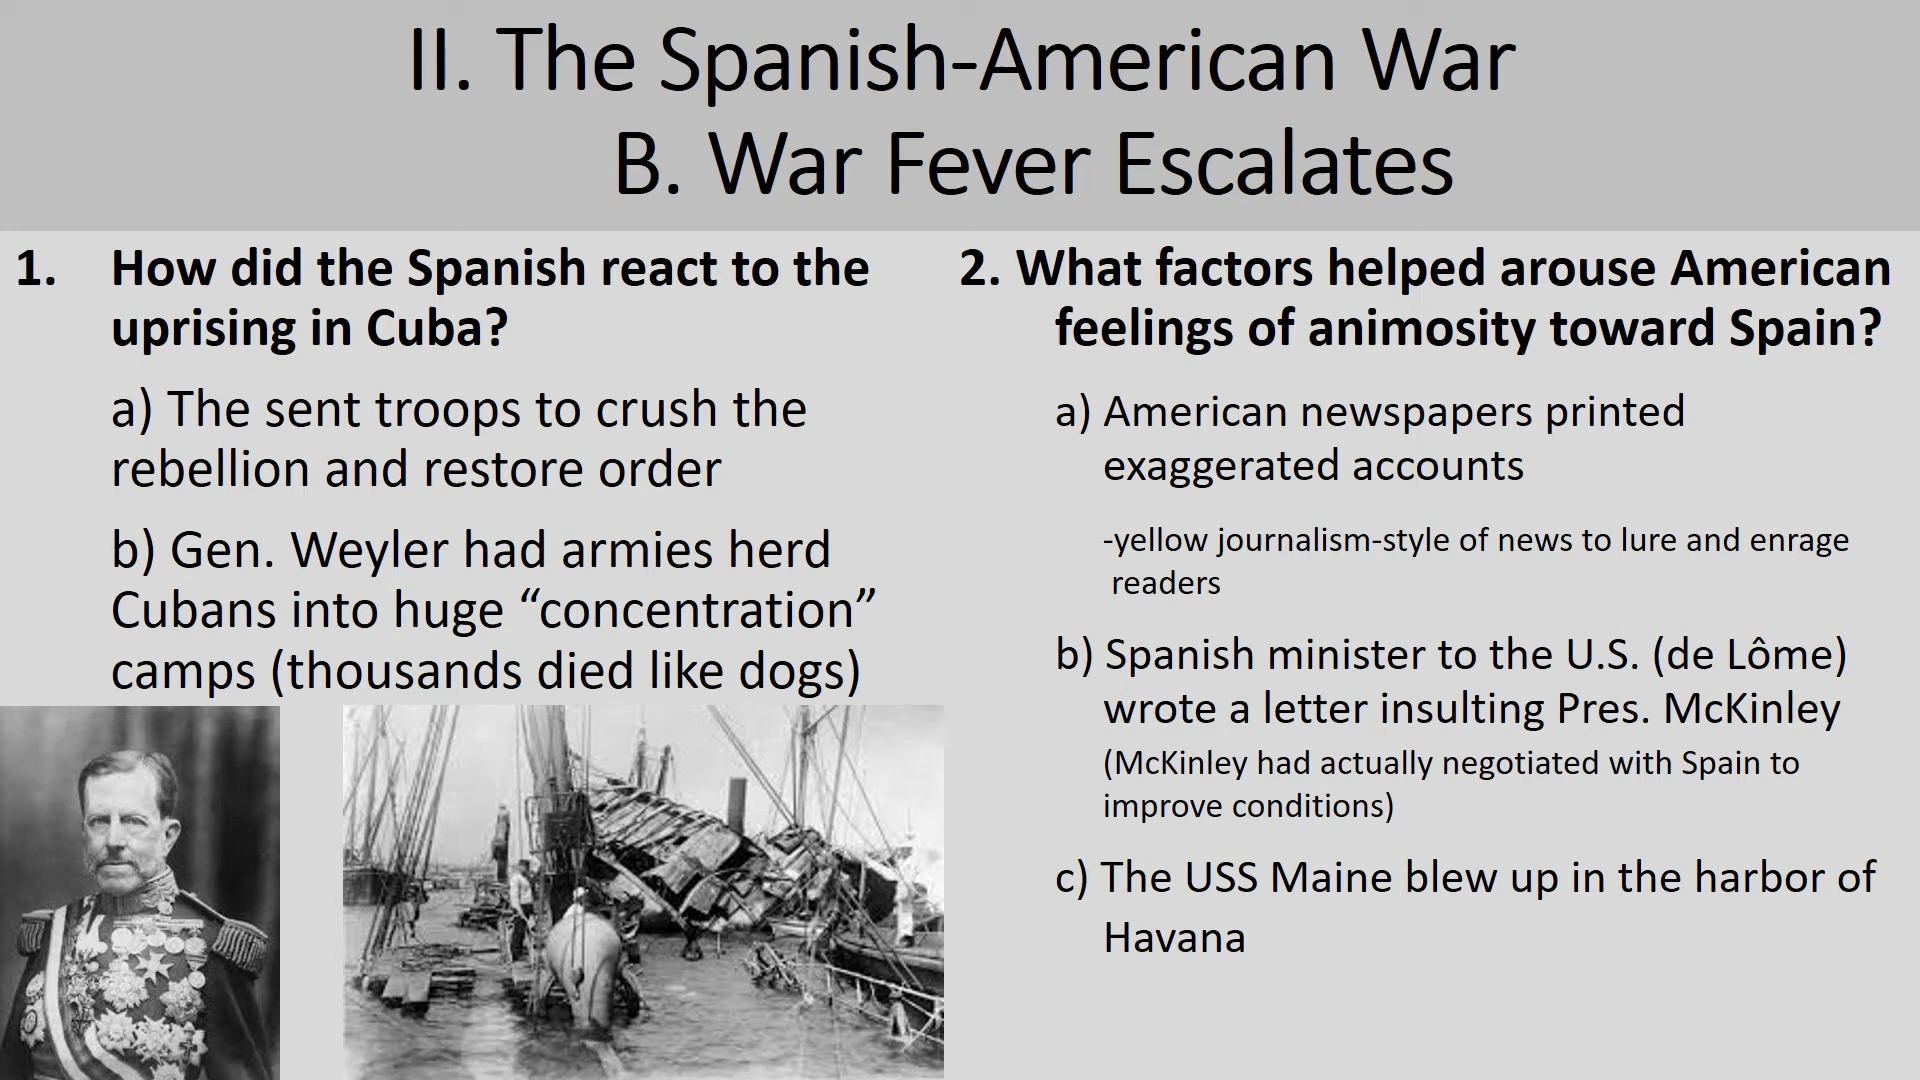 II. The Spanish-American War
B. War Fever Escalates
1. How did the Spanish react to the
uprising in Cuba?
a) The sent troops to crush the
rebellion and restore order
b) Gen. Weyler had armies herd
Cubans into huge “concentration”
camps (thousands died like dogs)
2. What factors helped arouse American
feelings of animosity toward Spain?
a) American newspapers printed
exaggerated accounts
-yellow journalism-style of news to lure and enrage
readers
b) Spanish minister to the U.S. (de Lôme)
wrote a letter insulting Pres. McKinley
(McKinley had actually negotiated with Spain to
improve conditions)
c) The USS Maine blew up in the harbor of
Havana